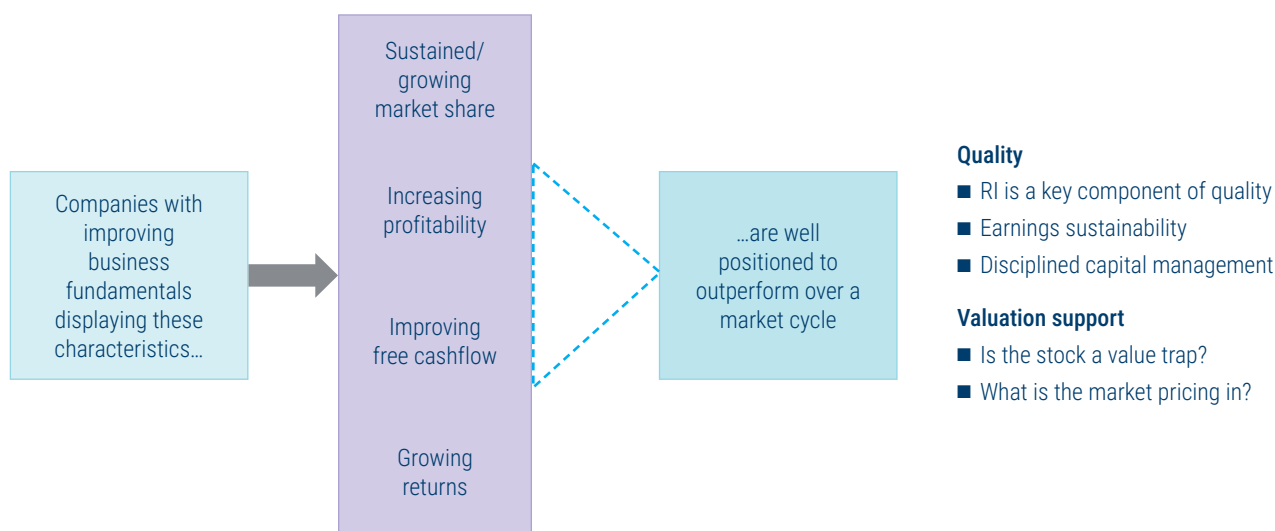 Companies with
improving
business
fundamentals
displaying these
characteristics…
Sustained/
growing
market share
Increasing
profitability
Improving
free cashflow
Growing
returns
…are well
positioned to
outperform over a
market cycle
Quality
■ RI is a key component of quality
■ Earnings sustainability
■ Disciplined capital management
Valuation support
■ Is the stock a value trap?
■ What is the market pricing in?